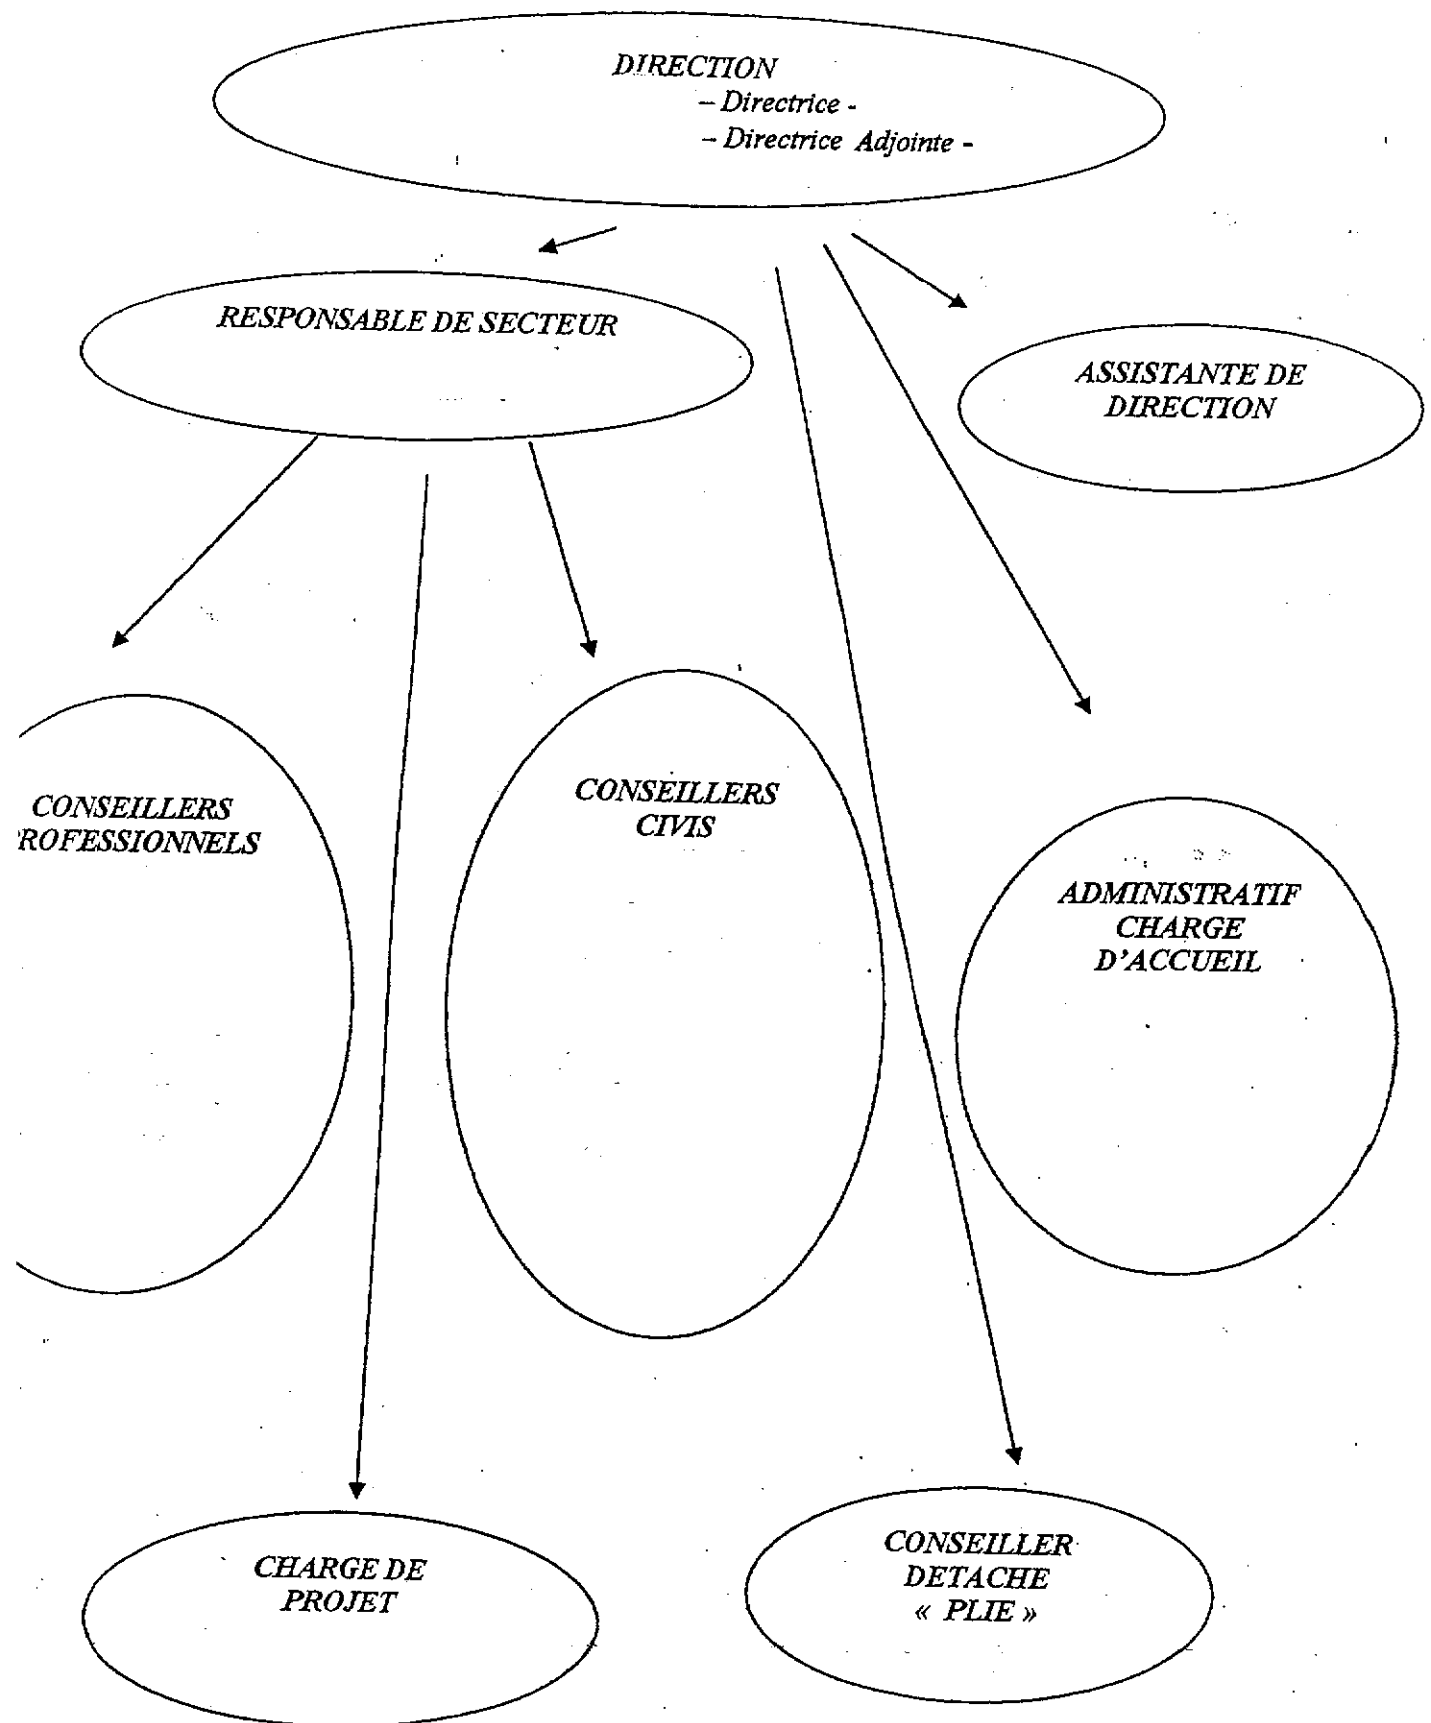 DIRECTION
– Directrice -
– Directrice Adjointe -
RESPONSABLE DE SECTEUR
ASSISTANTE DE
DIRECTION
CONSEILLERS
ROFESSIONNELS
CONSEILLERS
CIVIS
ADMINISTRATIF
CHARGE
D'ACCUEIL
CHARGE DE
PROJET
CONSEILLER
DETACHE
« PLIE »